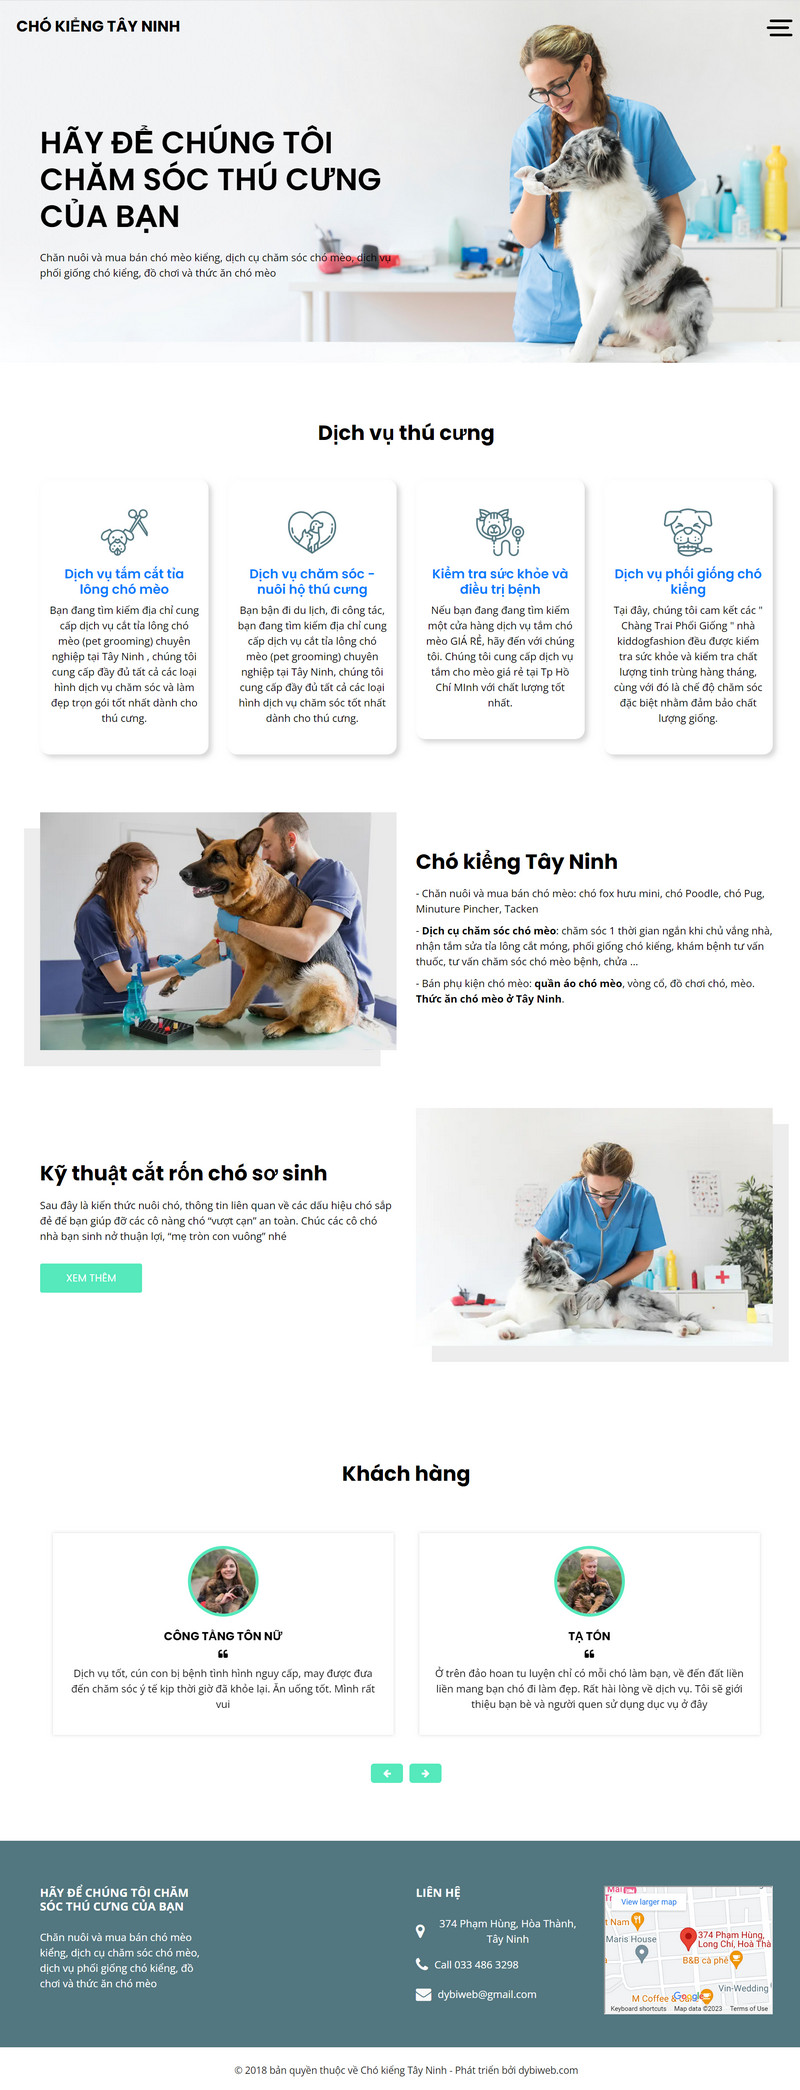 CHÓ KIỂNG TÂY NINH
HÃY ĐỂ CHÚNG TÔI
CHĂM SÓC THÚ CƯNG
CỦA BẠN
Chăn nuôi và mua bán chó mèo kiểng, dịch cụ chăm sóc chó mèo, dịch vụ
phối giống chó kiểng, đồ chơi và thức ăn chó mèo
Dịch vụ thú cưng
Dịch vụ tắm cắt tỉa
lông chó mèo
Bạn đang tìm kiếm địa chỉ cung
cấp dịch vụ cắt tỉa lông chó
mèo (pet grooming) chuyên
nghiệp tại Tây Ninh , chúng tôi
cung cấp đầy đủ tất cả các loại
hình dịch vụ chăm sóc và làm
đẹp trọn gói tốt nhất dành cho
thú cưng.
Dịch vụ chăm sóc -
nuôi hộ thú cưng
Bạn bận đi du lịch, đi công tác,
bạn đang tìm kiếm địa chỉ cung
cấp dịch vụ cắt tỉa lông chó
mèo (pet grooming) chuyên
nghiệp tại Tây Ninh, chúng tôi
cung cấp đầy đủ tất cả các loại
hình dịch vụ chăm sóc tốt nhất
dành cho thú cưng.
Kiểm tra sức khỏe và
điều trị bệnh
Nếu bạn đang đang tìm kiếm
một cửa hàng dịch vụ tắm chó
mèo GIÁ RẺ, hãy đến với chúng
tôi. Chúng tôi cung cấp dịch vụ
tắm cho mèo giá rẻ tại Tp Hồ
Chí MInh với chất lượng tốt
nhất.
Dịch vụ phối giống chó
kiểng
Tại đây, chúng tôi cam kết các "
Chàng Trai Phối Giống " nhà
kiddogfashion đều được kiểm
tra sức khỏe và kiểm tra chất
lượng tinh trùng hàng tháng,
cùng với đó là chế độ chăm sóc
đặc biệt nhằm đảm bảo chất
lượng giống.
Chó kiểng Tây Ninh
- Chăn nuôi và mua bán chó mèo: chó fox hưu mini, chó Poodle, chó Pug,
Minuture Pincher, Tacken
- Dịch cụ chăm sóc chó mèo: chăm sóc 1 thời gian ngắn khi chủ vắng nhà,
nhận tắm sửa tỉa lông cắt móng, phối giống chó kiểng, khám bệnh tư vấn
thuốc, tư vấn chăm sóc chó mèo bệnh, chửa ...
- Bán phụ kiện chó mèo: quần áo chó mèo, vòng cổ, đồ chơi chó, mèo.
Thức ăn chó mèo ở Tây Ninh.
Kỹ thuật cắt rốn chó sơ sinh
Sau đây là kiến thức nuôi chó, thông tin liên quan về các dấu hiệu chó sắp
đẻ để bạn giúp đỡ các cô nàng chó “vượt cạn” an toàn. Chúc các cô chó
nhà bạn sinh nở thuận lợi, “mẹ tròn con vuông” nhé
XEM THÊM
Khách hàng
CÔNG TẰNG TÔN NỮ
Dịch vụ tốt, cún con bị bệnh tình hình nguy cấp, may được đưa
đến chăm sóc ý tế kịp thời giờ đã khỏe lại. Ăn uống tốt. Mình rất
vui
TẠ TỐN
Ở trên đảo hoan tu luyện chỉ có mỗi chó làm bạn, về đến đất liền
liền mang bạn chó đi làm đẹp. Rất hài lòng về dịch vụ. Tôi sẽ giới
thiệu bạn bè và người quen sử dụng dục vụ ở đây
HÃY ĐỂ CHÚNG TÔI CHĂM
SÓC THÚ CƯNG CỦA BẠN
Chăn nuôi và mua bán chó mèo
kiểng, dịch cụ chăm sóc chó mèo,
dịch vụ phối giống chó kiểng, đồ
chơi và thức ăn chó mèo
LIÊN HỆ
374 Phạm Hùng, Hòa Thành,
Tây Ninh
Call 033 486 3298
dybiweb@gmail.com
View larger map
t Nam
Maris House
374 Phạm Hùng,
Long Chí, Hoà Thà
B&B cà phê
Vin-Wedding
M Coffee &
Google
Keyboard shortcuts
Map data ©2023
Terms of Use
© 2018 bản quyền thuộc về Chó kiểng Tây Ninh - Phát triển bởi dybiweb.com